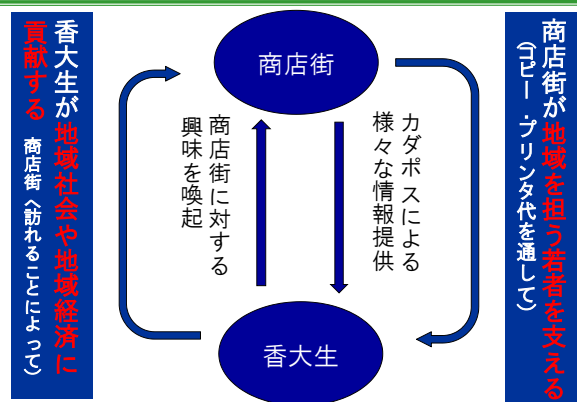 商店街が地域を担う若者を支える
(コピー・プリンタ代を通して)
商店街
カダポスによる
様々な情報提供
商店街に対する
興味を喚起
香大生
香大生が地域社会や地域経済に
貢献する 商店街へ訪れることによって)